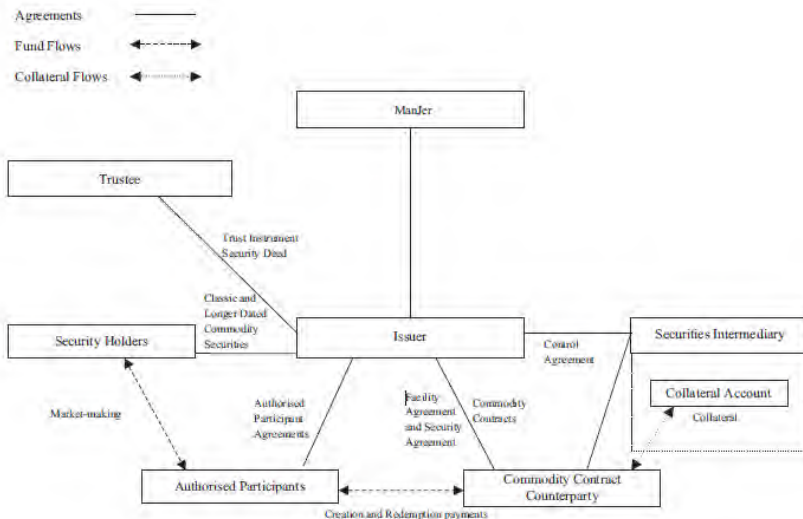 Agreements
Fund Flows
Collateral Flows
ManJer
Trustee
Trust Instrument
Security Deed
Classic and
Longer Dated
Commodity
Securities
Security Holders
Issuer
Securities Intermediary
Control
Agreement
Collateral Account
Collateral
Market-making
Authorised
Participant
Agreements
Facility
Agreement
and Security
Agreement
Commodity
Contracts
Authorised Participants
Commodity Contract
Counterparty
Creation and Redemption payments